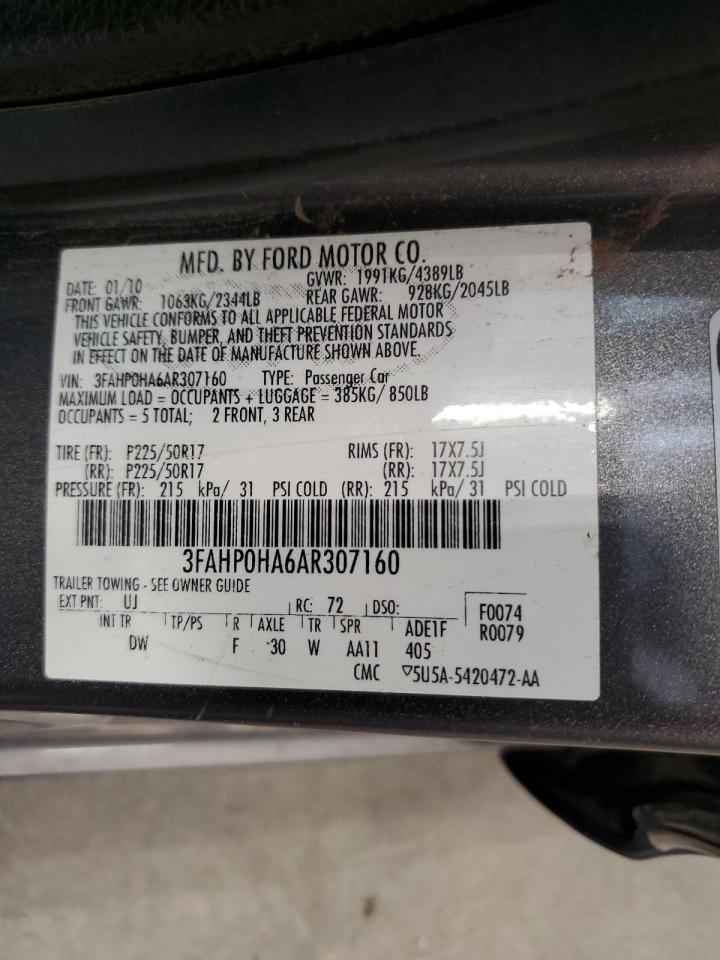 MFD. BY FORD MOTOR CO.
DATE: 01/10 GVWR: 1991KG/4389LB
FRONT GAWR: 1063KG/2344LB REAR GAWR: 928KG/2045LB
THIS VEHICLE CONFORMS TO ALL APPLICABLE FEDERAL MOTOR
VEHICLE SAFETY, BUMPER, AND THEFT PREVENTION STANDARDS
IN EFFECT ON THE DATE OF MANUFACTURE SHOWN ABOVE.
VIN: 3FAHP0HA6AR307160 TYPE: Passenger Car
MAXIMUM LOAD = OCCUPANTS + LUGGAGE = 385KG/ 850LB
OCCUPANTS = 5 TOTAL; 2 FRONT, 3 REAR
TIRE (FR): P225/50R17 RIMS (FR): 17X7.5J
(RR): P225/50R17 (RR): 17X7.5J
PRESSURE (FR): 215 kPa/ 31 PSI COLD (RR): 215 kPa/ 31 PSI COLD
3FAHP0HA6AR307160
TRAILER TOWING - SEE OWNER GUIDE
EXT PNT: UJ RC: 72 DSO: F0074
INT TR TP/PS R AXLE TR SPR ADE1F R0079
DW F 30 W AA11 405
CMC ▽5U5A-5420472-AA